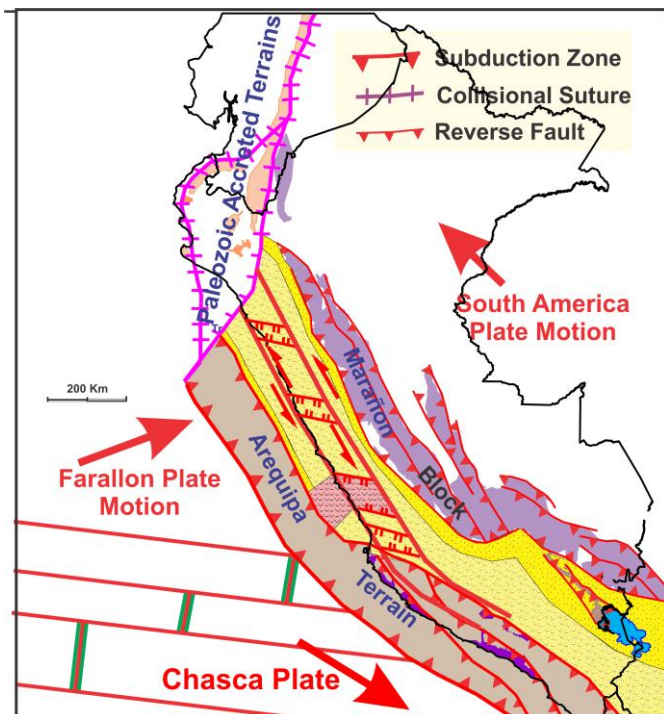 Subduction Zone
Collisional Suture
Reverse Fault
Paleozoic Accreted Terrains
South America
Plate Motion
Marañon
Block
200 Km
Farallon Plate
Motion
Arequipa
Terrain
Chasca Plate